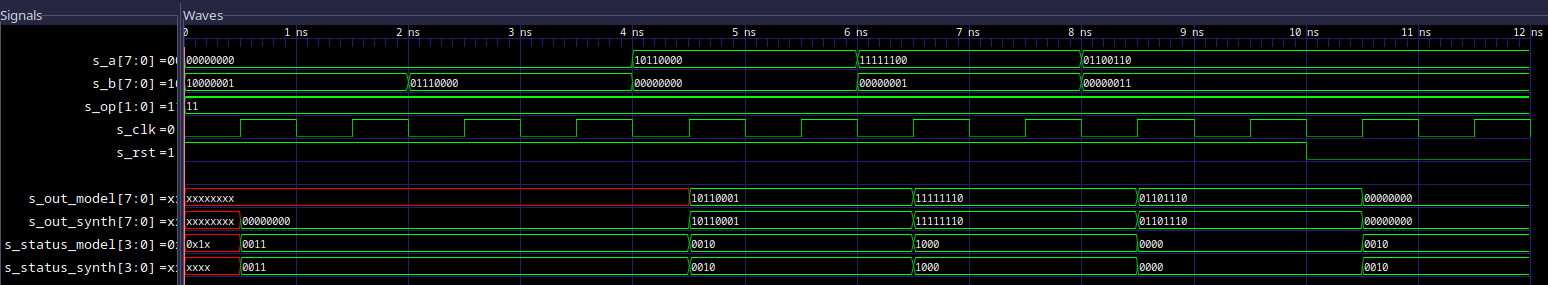 Signals Waves
0 1 ns 2 ns 3 ns 4 ns 5 ns 6 ns 7 ns 8 ns 9 ns 10 ns 11 ns 12 ns
s_a[7:0] =00 00000000 10110000 11111100 01100110
s_b[7:0] =10 10000001 01110000 00000000 00000001 00000011
s_op[1:0] =11 11
s_clk =0
s_rst =1
s_out_model[7:0] =xx xxxxxxxx 10110001 11111110 01101110 00000000
s_out_synth[7:0] =xx xxxxxxxx 00000000 10110001 11111110 01101110 00000000
s_status_model[3:0] =0x 0x1x 0011 0010 1000 0000 0010
s_status_synth[3:0] =xx xxxx 0011 0010 1000 0000 0010